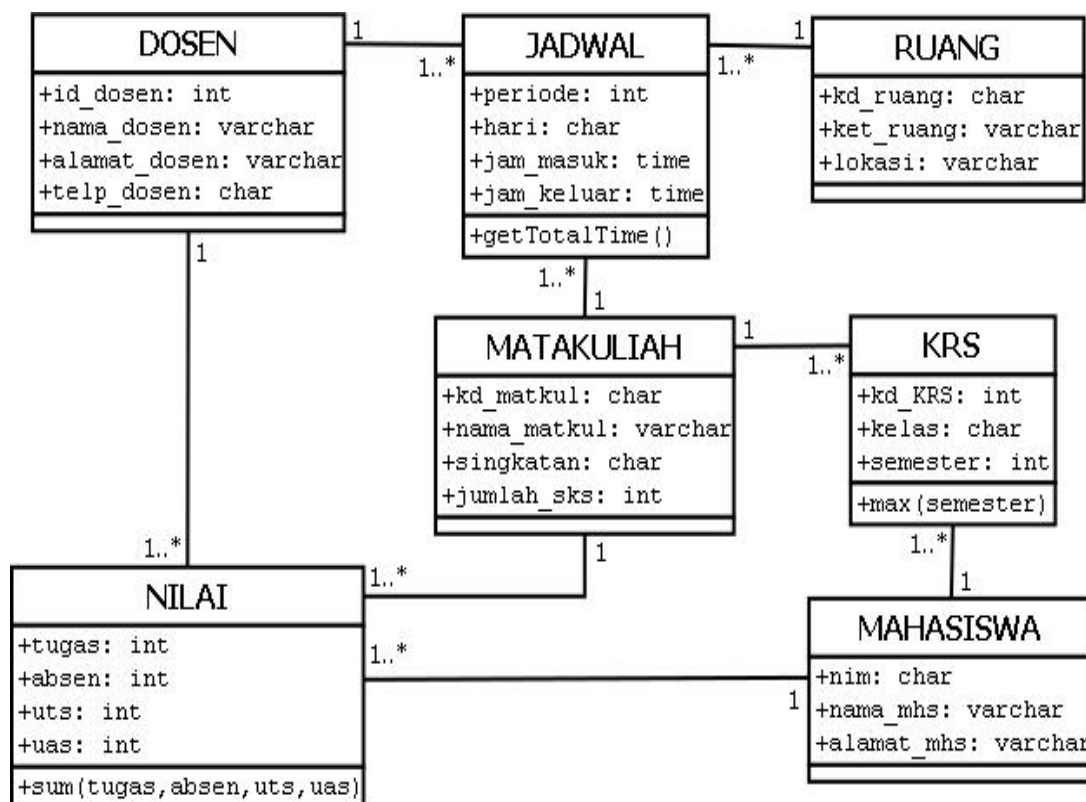 DOSEN
+id_dosen: int
+nama_dosen: varchar
+alamat_dosen: varchar
+telp_dosen: char
1
1..*
JADWAL
+periode: int
+hari: char
+jam_masuk: time
+jam_keluar: time
+getTotalTime()
1..*
1
RUANG
+kd_ruang: char
+ket_ruang: varchar
+lokasi: varchar
1
1..*
1..*
1
MATAKULIAH
+kd_matkul: char
+nama_matkul: varchar
+singkatan: char
+jumlah_sks: int
1
1..*
KRS
+kd_KRS: int
+kelas: char
+semester: int
+max(semester)
1..*
1
1
1..*
NILAI
+tugas: int
+absen: int
+uts: int
+uas: int
+sum(tugas,absen,uts,uas)
1..*
1
MAHASISWA
+nim: char
+nama_mhs: varchar
+alamat_mhs: varchar